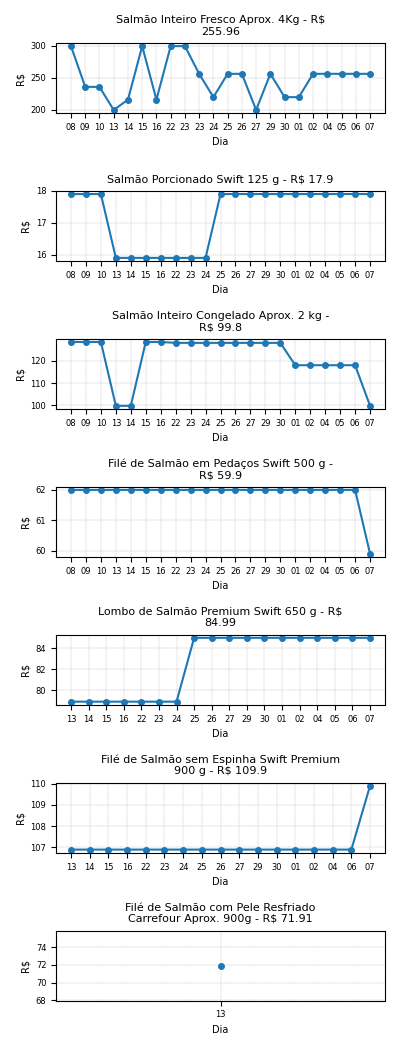 Salmão Inteiro Fresco Aprox. 4Kg - R$
255.96
300
250
200
R$
08 09 10 13 14 15 16 22 23 23 24 25 26 27 29 30 01 02 04 05 07
Dia
Salmão Porcionado Swift 125 g - R$ 17.9
18
17
16
R$
08 09 10 13 14 15 16 22 23 24 25 26 27 29 30 01 02 04 05 06 07
Dia
Salmão Inteiro Congelado Aprox. 2 kg -
R$ 99.8
120
110
100
R$
08 09 10 13 14 15 16 22 23 24 25 26 27 29 30 01 02 04 05 06 07
Dia
Filé de Salmão em Pedaços Swift 500 g -
R$ 59.9
62
61
60
R$
08 09 10 13 14 15 16 22 23 24 25 26 27 29 30 01 02 04 05 06 07
Dia
Lombo de Salmão Premium Swift 650 g - R$
84.99
84
82
80
R$
13 14 15 16 22 23 24 25 26 27 29 30 01 02 04 05 06 07
Dia
Filé de Salmão sem Espinha Swift Premium
900 g - R$ 109.9
110
109
108
107
R$
13 14 15 16 22 23 24 25 26 27 29 30 01 02 04 06 07
Dia
Filé de Salmão com Pele Resfriado
Carrefour Aprox. 900g - R$ 71.91
74
72
70
68
R$
13
Dia